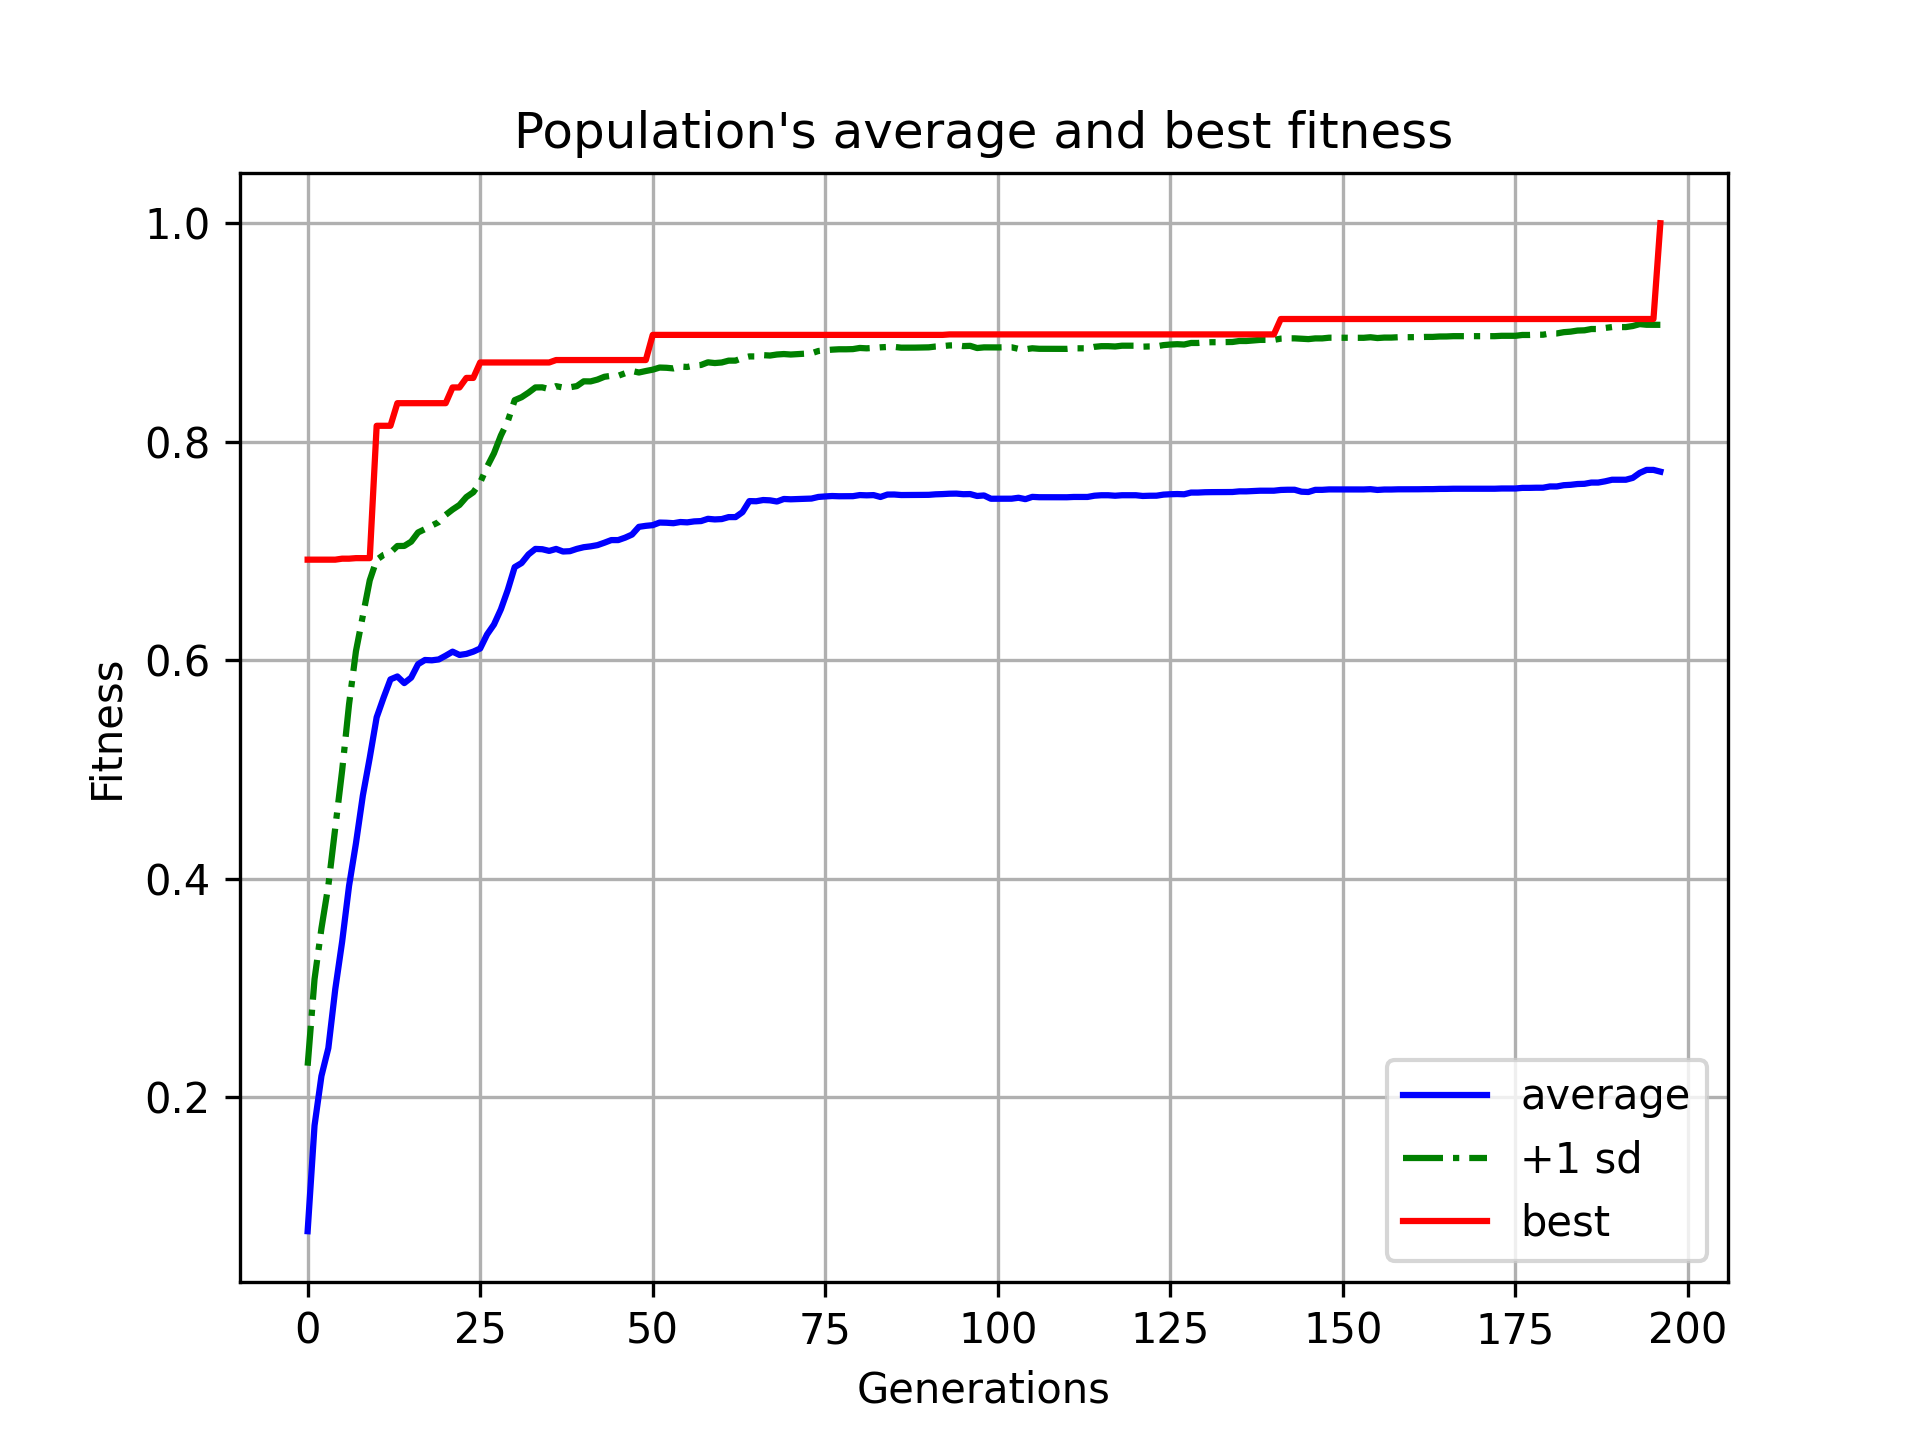 Population's average and best fitness
1.0
0.8
0.6
0.4
0.2
Fitness
0 25 50 75 100 125 150 175 200
Generations
average
+1 sd
best